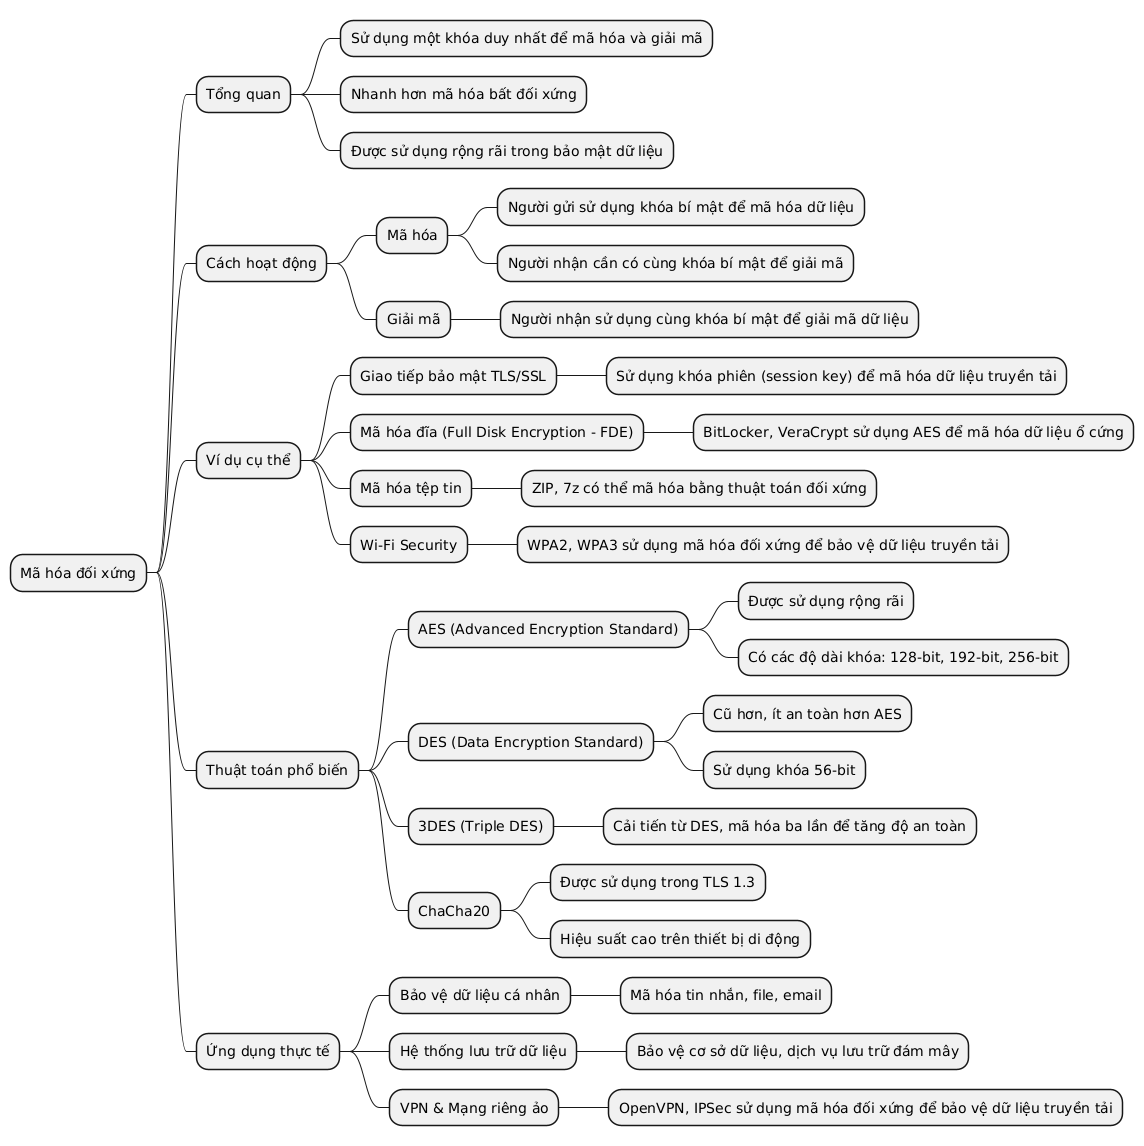 Mã hóa đối xứng
Tổng quan
Sử dụng một khóa duy nhất để mã hóa và giải mã
Nhanh hơn mã hóa bất đối xứng
Được sử dụng rộng rãi trong bảo mật dữ liệu
Cách hoạt động
Mã hóa
Người gửi sử dụng khóa bí mật để mã hóa dữ liệu
Người nhận cần có cùng khóa bí mật để giải mã
Giải mã
Người nhận sử dụng cùng khóa bí mật để giải mã dữ liệu
Ví dụ cụ thể
Giao tiếp bảo mật TLS/SSL
Sử dụng khóa phiên (session key) để mã hóa dữ liệu truyền tải
Mã hóa đĩa (Full Disk Encryption - FDE)
BitLocker, VeraCrypt sử dụng AES để mã hóa dữ liệu ổ cứng
Mã hóa tệp tin
ZIP, 7z có thể mã hóa bằng thuật toán đối xứng
Wi-Fi Security
WPA2, WPA3 sử dụng mã hóa đối xứng để bảo vệ dữ liệu truyền tải
Thuật toán phổ biến
AES (Advanced Encryption Standard)
Được sử dụng rộng rãi
Có các độ dài khóa: 128-bit, 192-bit, 256-bit
DES (Data Encryption Standard)
Cũ hơn, ít an toàn hơn AES
Sử dụng khóa 56-bit
3DES (Triple DES)
Cải tiến từ DES, mã hóa ba lần để tăng độ an toàn
ChaCha20
Được sử dụng trong TLS 1.3
Hiệu suất cao trên thiết bị di động
Ứng dụng thực tế
Bảo vệ dữ liệu cá nhân
Mã hóa tin nhắn, file, email
Hệ thống lưu trữ dữ liệu
Bảo vệ cơ sở dữ liệu, dịch vụ lưu trữ đám mây
VPN & Mạng riêng ảo
OpenVPN, IPSec sử dụng mã hóa đối xứng để bảo vệ dữ liệu truyền tải